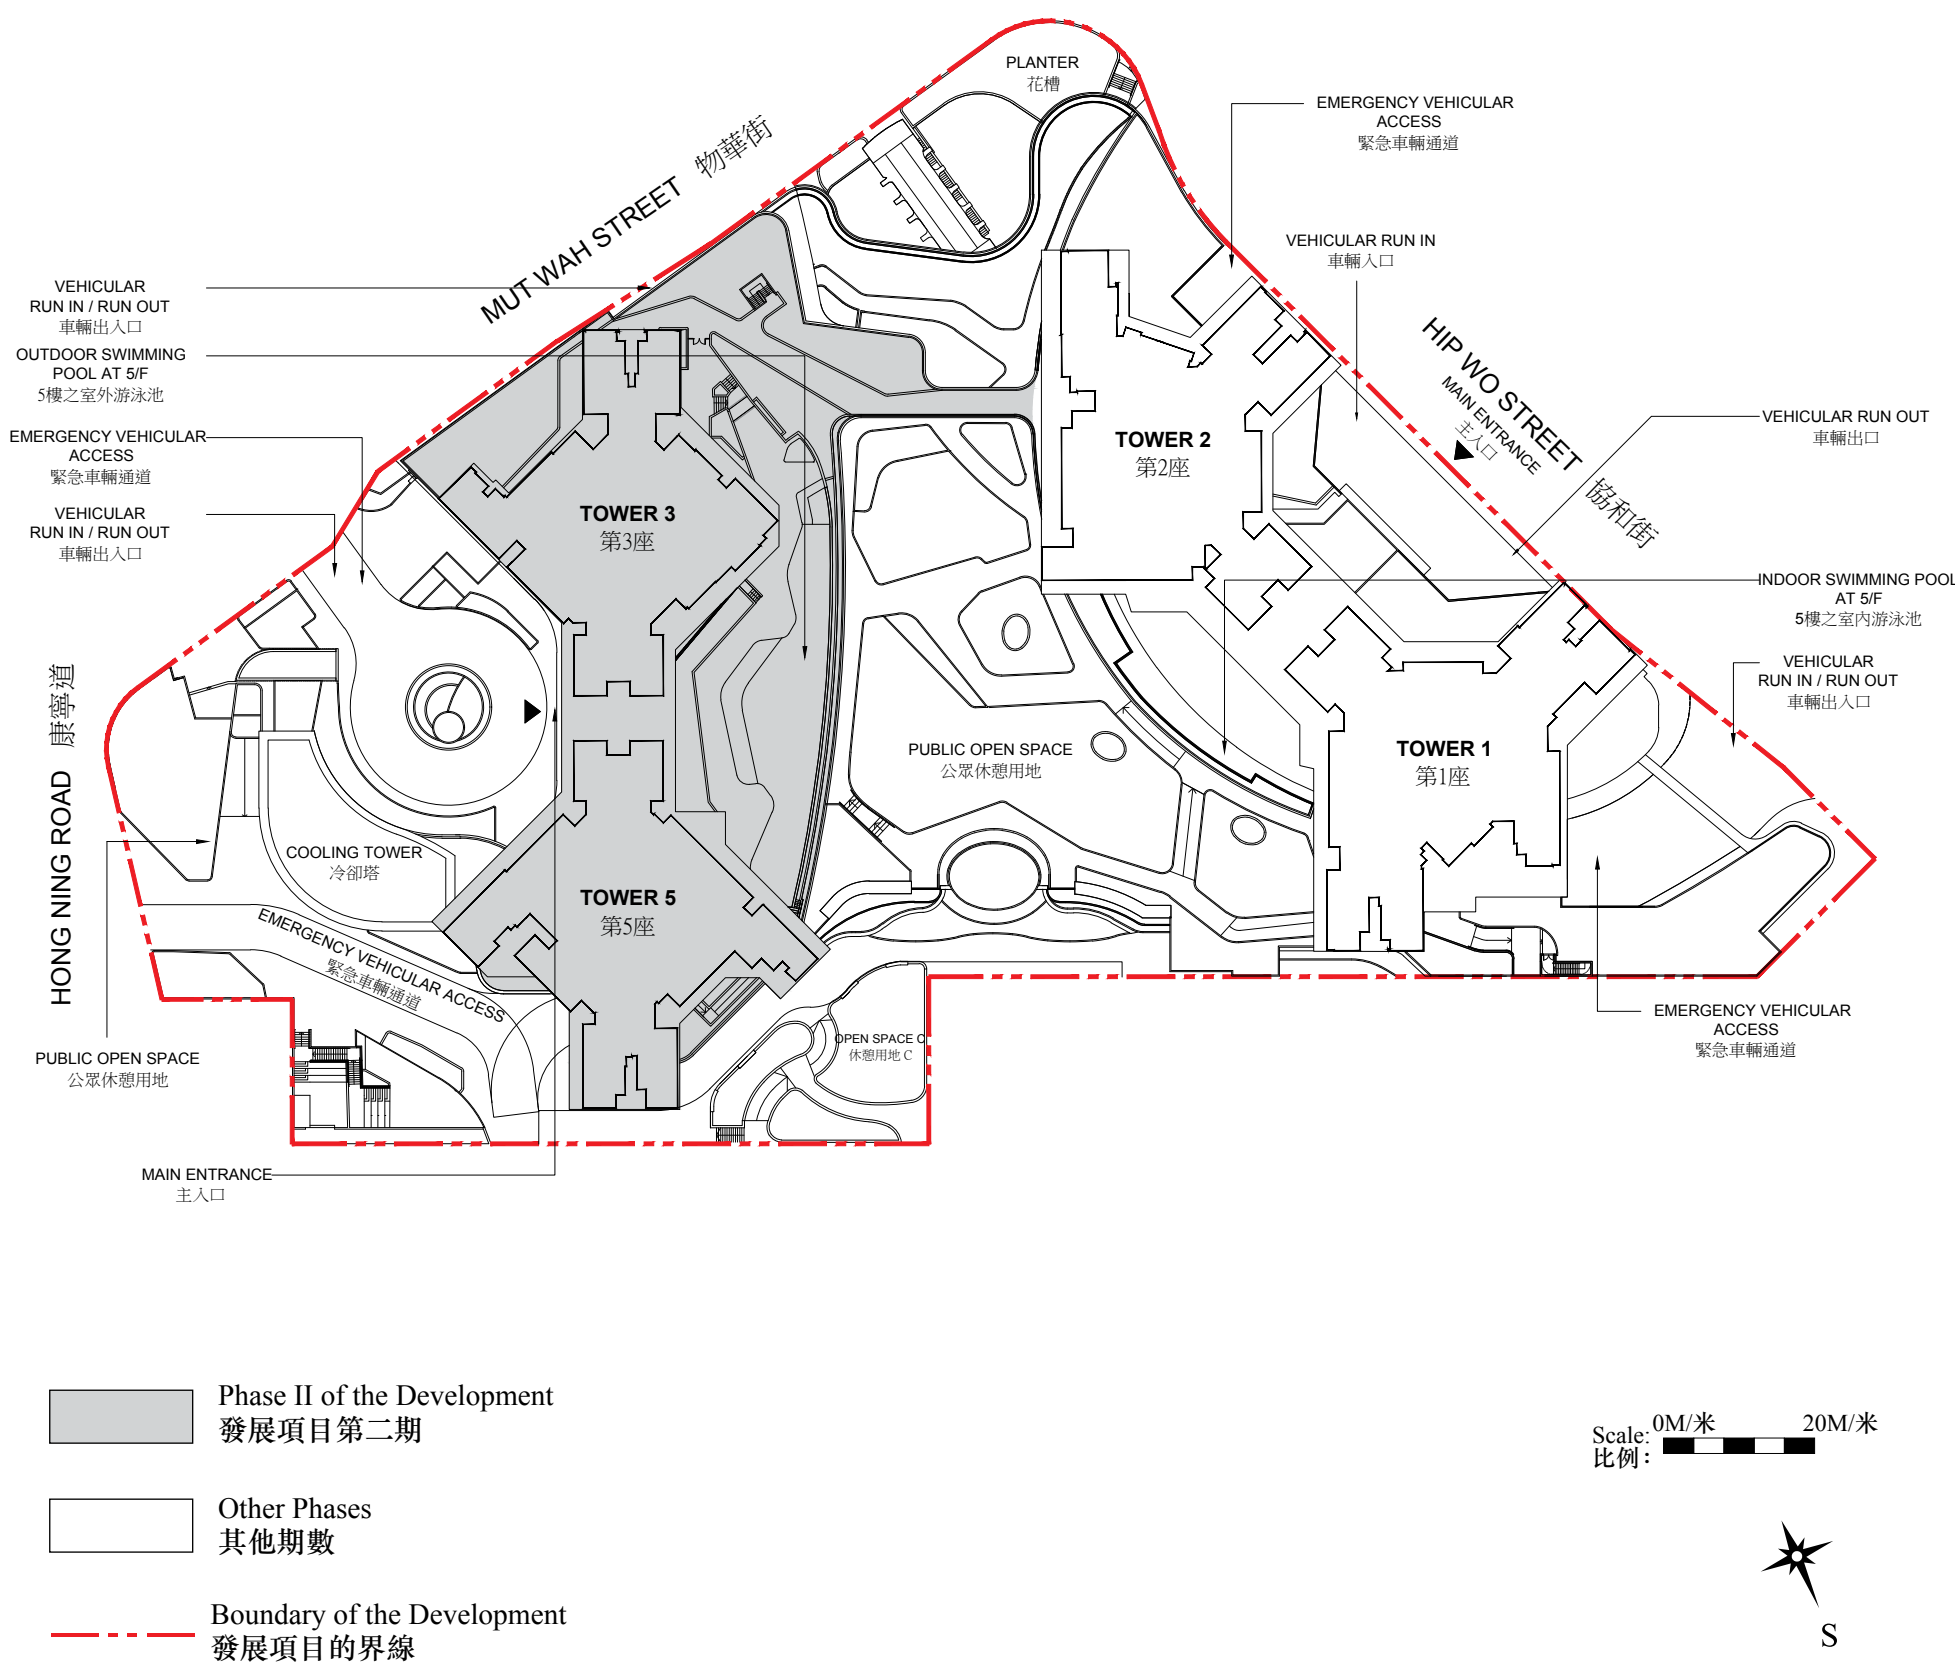 PLANTER
花槽
EMERGENCY VEHICULAR
ACCESS
緊急車輛通道
MUT WAH STREET 物華街
VEHICULAR RUN IN
車輛入口
VEHICULAR
RUN IN / RUN OUT
車輛出入口
OUTDOOR SWIMMING
POOL AT 5/F
5樓之室外游泳池
HIP WO STREET 協和街
MAIN ENTRANCE
主入口
VEHICULAR RUN OUT
車輛出口
EMERGENCY VEHICULAR
ACCESS
緊急車輛通道
TOWER 2
第2座
VEHICULAR
RUN IN / RUN OUT
車輛出入口
TOWER 3
第3座
INDOOR SWIMMING POOL
AT 5/F
5樓之室內游泳池
VEHICULAR
RUN IN / RUN OUT
車輛出入口
HONG NING ROAD 康寧道
PUBLIC OPEN SPACE
公眾休憩用地
TOWER 1
第1座
COOLING TOWER
冷卻塔
TOWER 5
第5座
EMERGENCY VEHICULAR ACCESS
緊急車輛通道
PUBLIC OPEN SPACE
公眾休憩用地
OPEN SPACE C
休憩用地 C
EMERGENCY VEHICULAR
ACCESS
緊急車輛通道
MAIN ENTRANCE
主入口
Phase II of the Development
發展項目第二期
Other Phases
其他期數
Boundary of the Development
發展項目的界線
Scale: 0M/米 20M/米
比例：
S